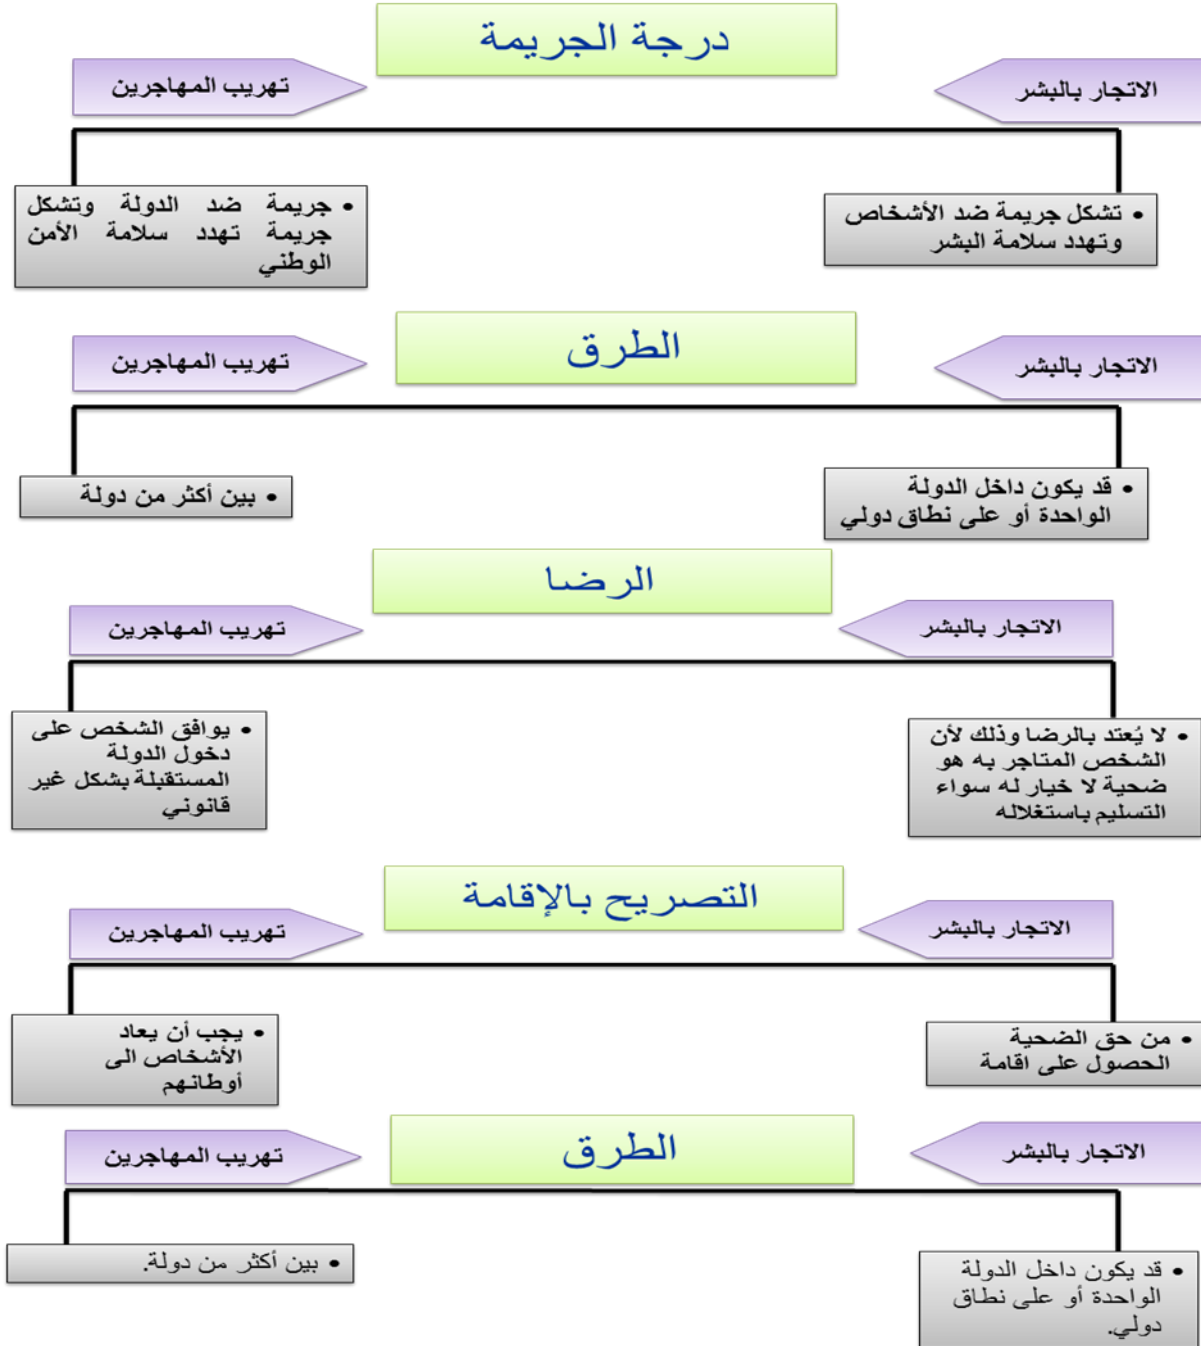 درجة الجريمة
الاتجار بالبشر
تهريب المهاجرين
• تشكل جريمة ضد الأشخاص
وتهدد سلامة البشر
• جريمة ضد الدولة وتشكل
جريمة تهدد سلامة الأمن
الوطني
الطرق
الاتجار بالبشر
تهريب المهاجرين
• قد يكون داخل الدولة
الواحدة أو على نطاق دولي
• بين أكثر من دولة
الرضا
الاتجار بالبشر
تهريب المهاجرين
• لا يُعتد بالرضا وذلك لأن
الشخص المتاجر به هو
ضحية لا خيار له سواء
التسليم باستغلاله
• يوافق الشخص على
دخول الدولة
المستقبلة بشكل غير
قانوني
التصريح بالإقامة
الاتجار بالبشر
تهريب المهاجرين
• من حق الضحية
الحصول على اقامة
• يجب أن يعاد
الأشخاص الى
أوطانهم
الطرق
الاتجار بالبشر
تهريب المهاجرين
• قد يكون داخل الدولة
الواحدة أو على نطاق
دولي.
• بين أكثر من دولة.